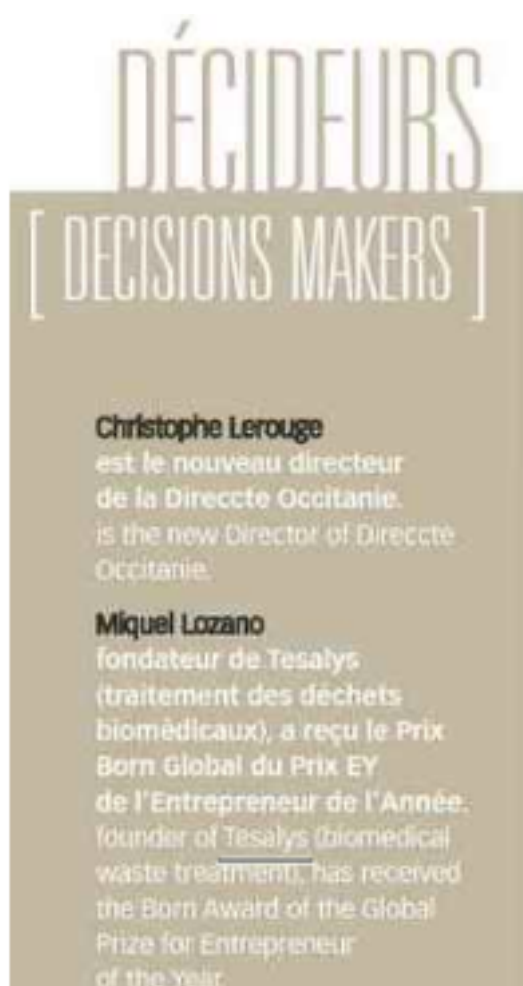 DÉCIDEURS
[ DECISIONS MAKERS ]
Christophe Lerouge
est le nouveau directeur
de la Direccte Occitanie.
is the new Director of Direccte
Occitanie.
Miquel Lozano
fondateur de Tesalys
(traitement des déchets
biomédicaux), a reçu le Prix
Born Global du Prix EY
de l'Entrepreneur de l'Année.
founder of Tesalys (biomedical
waste treatment), has received
the Born Award of the Global
Prize for Entrepreneur
of the Year.